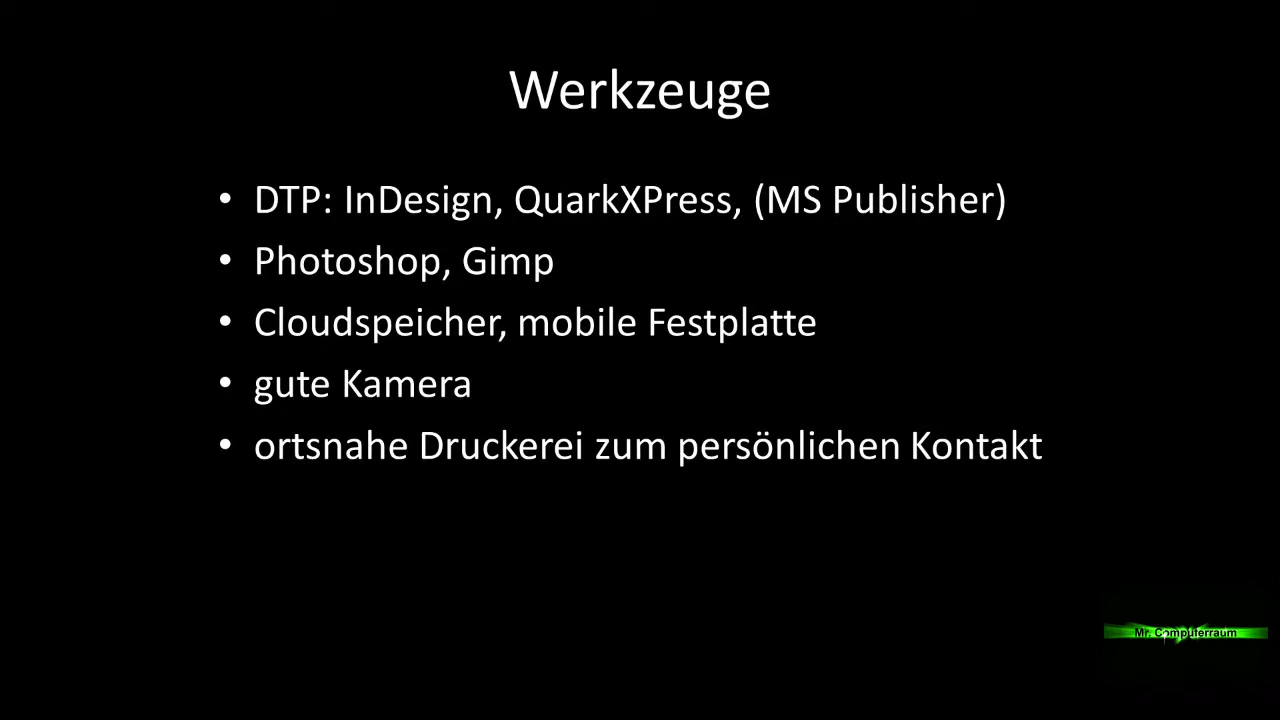 Werkzeuge
• DTP: InDesign, QuarkXPress, (MS Publisher)
• Photoshop, Gimp
• Cloudspeicher, mobile Festplatte
• gute Kamera
• ortsnahe Druckerei zum persönlichen Kontakt
Mr. Computerraum